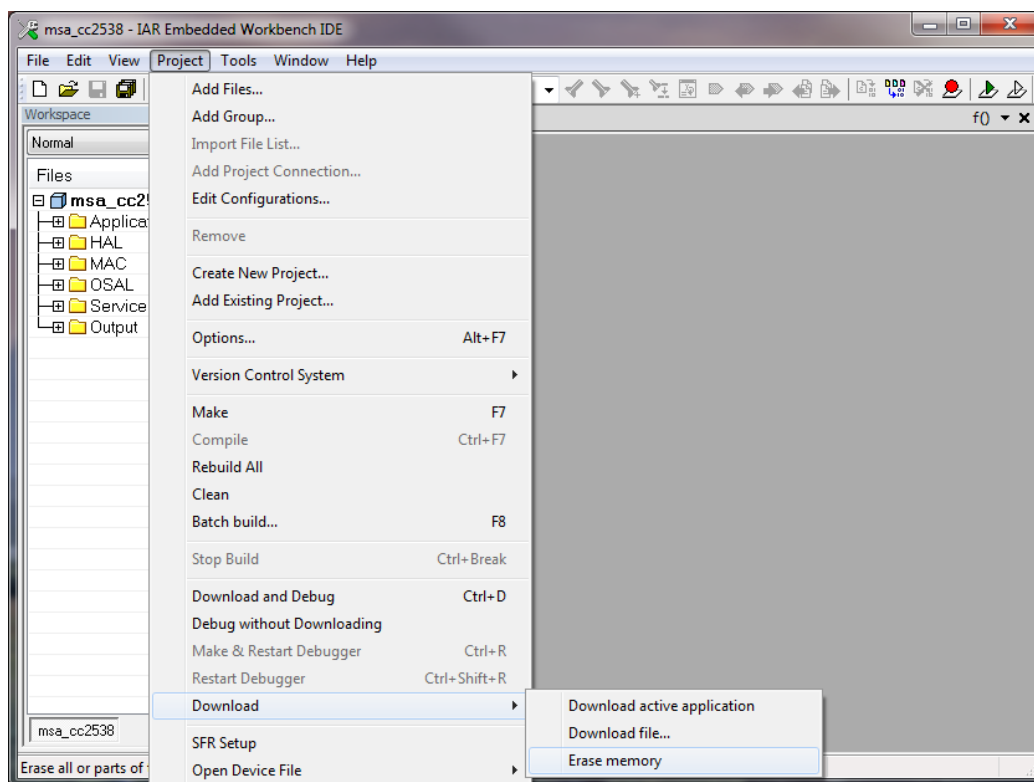 msa_cc2538 - IAR Embedded Workbench IDE
File Edit View Project Tools Window Help
Workspace
f()
Normal
Files
msa_cc2
Applica
HAL
MAC
OSAL
Service
Output
msa_cc2538
Add Files...
Add Group...
Import File List...
Add Project Connection...
Edit Configurations...
Remove
Create New Project...
Add Existing Project...
Options... Alt+F7
Version Control System
Make F7
Compile Ctrl+F7
Rebuild All
Clean
Batch build... F8
Stop Build Ctrl+Break
Download and Debug Ctrl+D
Debug without Downloading
Make & Restart Debugger Ctrl+R
Restart Debugger Ctrl+Shift+R
Download
SFR Setup
Open Device File
Download active application
Download file...
Erase memory
Erase all or parts of